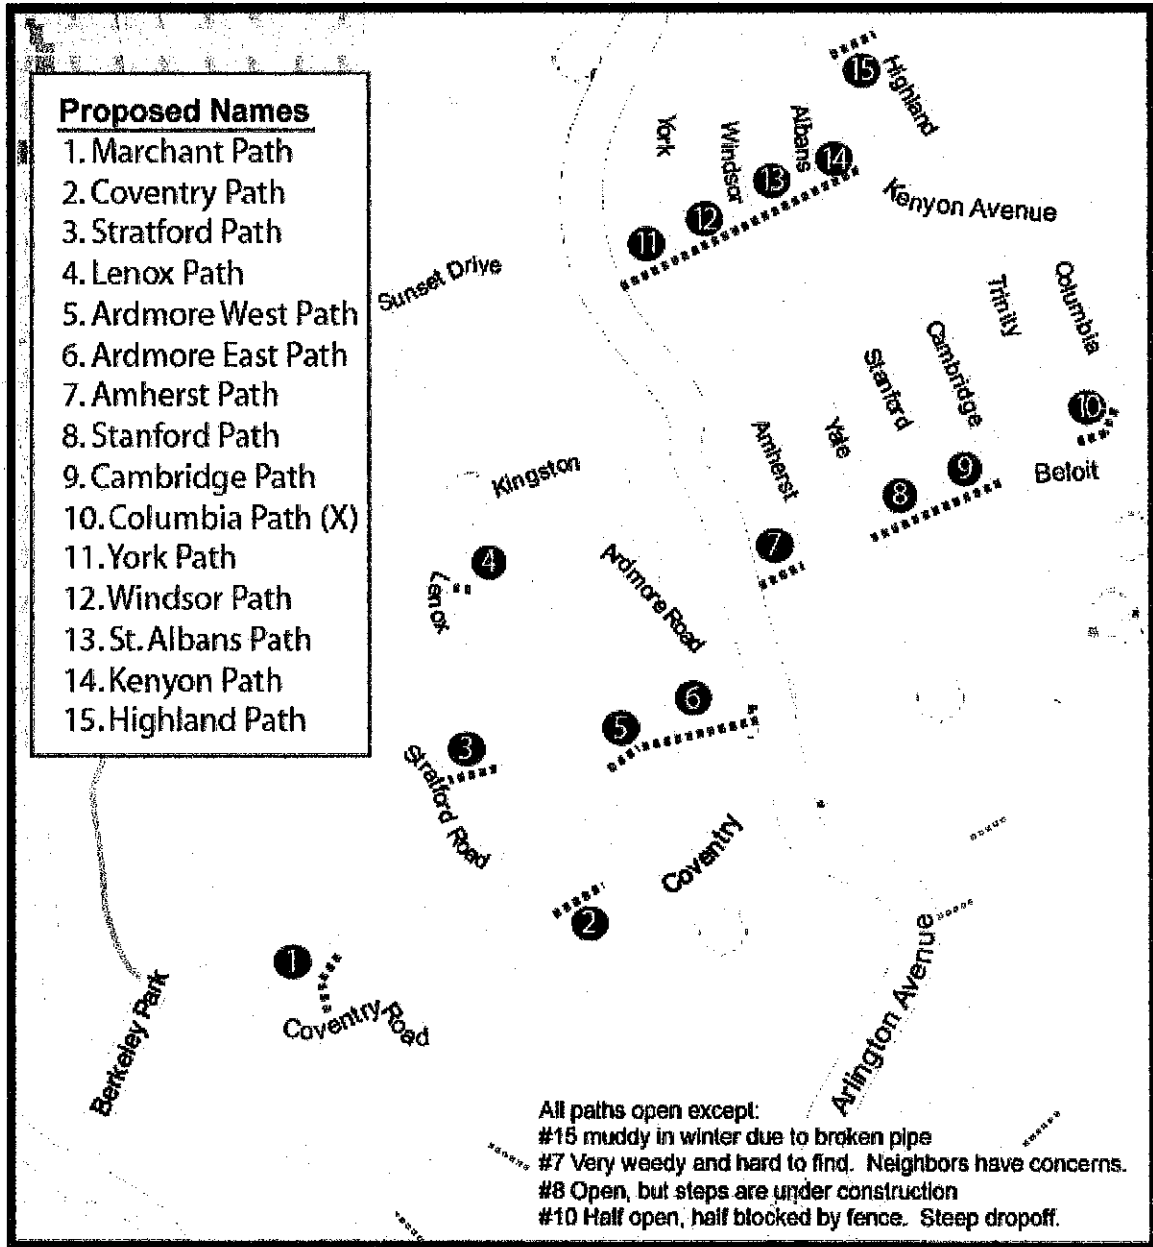 Proposed Names
1. Marchant Path
2. Coventry Path
3. Stratford Path
4. Lenox Path
5. Ardmore West Path
6. Ardmore East Path
7. Amherst Path
8. Stanford Path
9. Cambridge Path
10. Columbia Path (X)
11. York Path
12. Windsor Path
13. St. Albans Path
14. Kenyon Path
15. Highland Path
15
Highland
York
Windsor
Albans
14
13
12
11
Kenyon Avenue
Sunset Drive
Columbia
Trinity
Cambridge
Stanford
Yale
Amherst
10
Beloit
9
8
7
Kingston
4
Lenox
Ardmore Road
6
5
3
Stratford Road
Coventry
2
1
Coventry Road
Berkeley Park
Arlington Avenue
All paths open except:
#15 muddy in winter due to broken pipe
#7 Very weedy and hard to find. Neighbors have concerns.
#8 Open, but steps are under construction
#10 Half open, half blocked by fence. Steep dropoff.